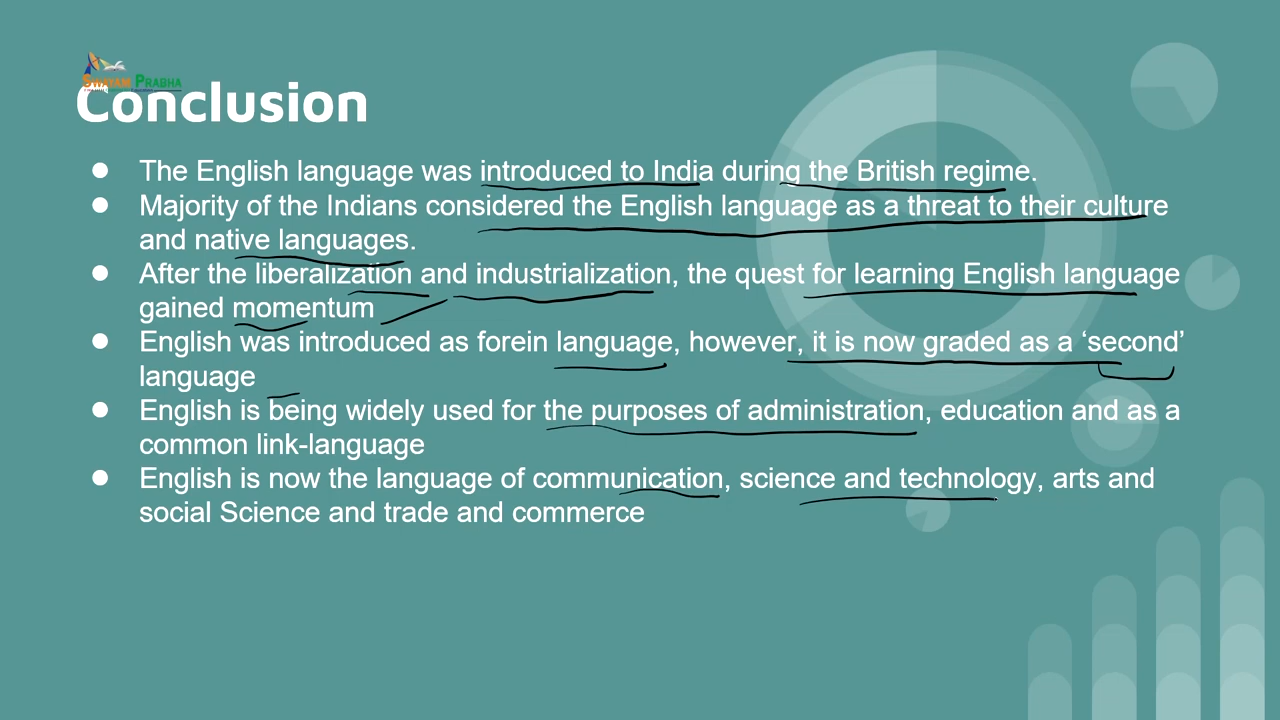 SWAYAM PRABHA
Conclusion
● The English language was introduced to India during the British regime.
● Majority of the Indians considered the English language as a threat to their culture
and native languages.
● After the liberalization and industrialization, the quest for learning English language
gained momentum
● English was introduced as forein language, however, it is now graded as a ‘second’
language
● English is being widely used for the purposes of administration, education and as a
common link-language
● English is now the language of communication, science and technology, arts and
social Science and trade and commerce